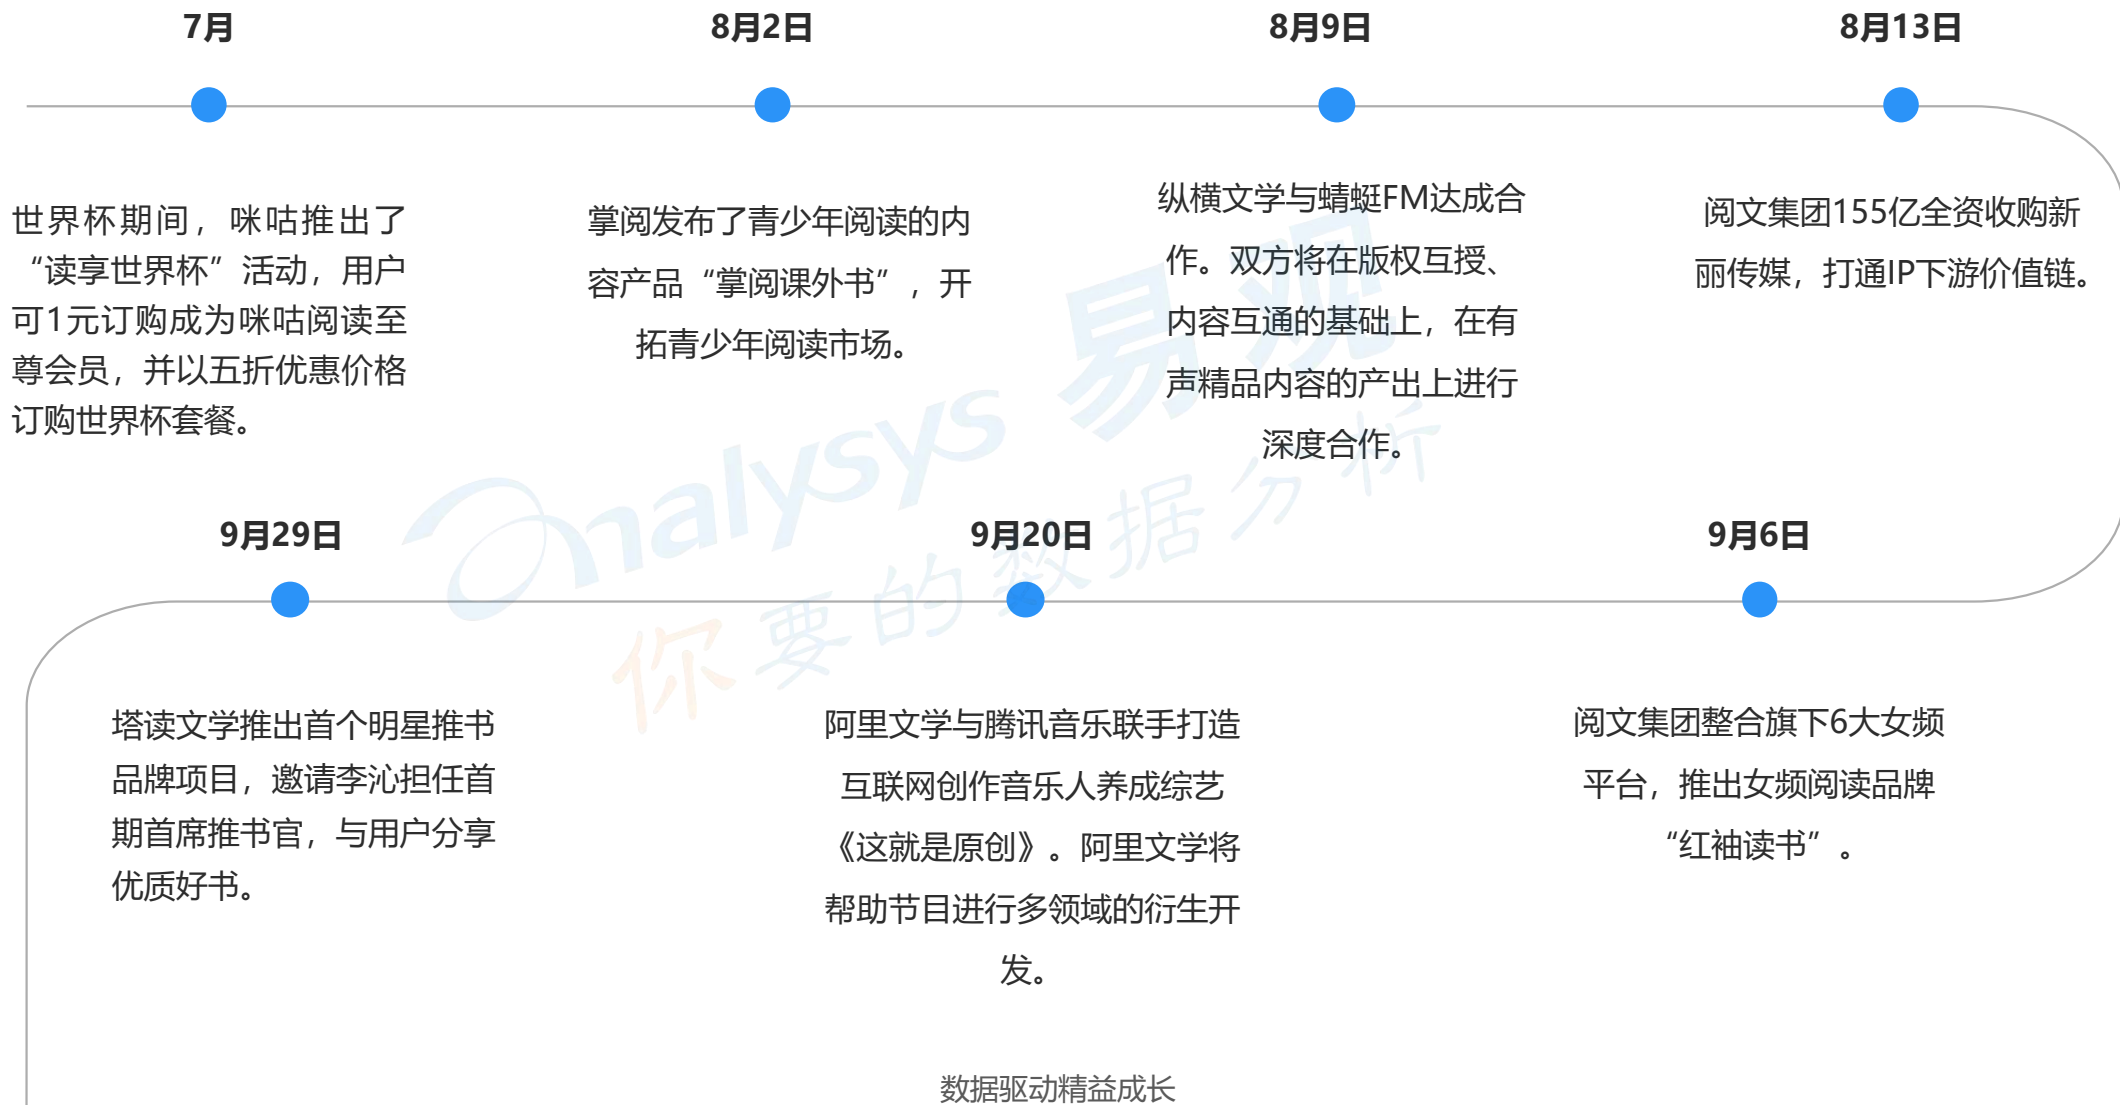 7月
世界杯期间，咪咕推出了
“读享世界杯”活动，用户
可1元订购成为咪咕阅读至
尊会员，并以五折优惠价格
订购世界杯套餐。
8月2日
掌阅发布了青少年阅读的内
容产品“掌阅课外书”，开
拓青少年阅读市场。
8月9日
纵横文学与蜻蜓FM达成合
作。双方将在版权互授、
内容互通的基础上，在有
声精品内容的产出上进行
深度合作。
8月13日
阅文集团155亿全资收购新
丽传媒，打通IP下游价值链。
9月6日
阅文集团整合旗下6大女频
平台，推出女频阅读品牌
“红袖读书”。
9月20日
阿里文学与腾讯音乐联手打造
互联网创作音乐人养成综艺
《这就是原创》。阿里文学将
帮助节目进行多领域的衍生开
发。
9月29日
塔读文学推出首个明星推书
品牌项目，邀请李沁担任首
期首席推书官，与用户分享
优质好书。
analysys 易观
你要的数据分析
数据驱动精益成长